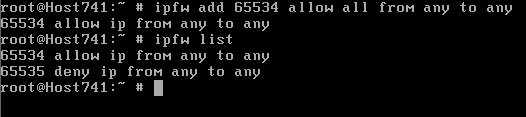 root@Host741:~ # ipfw add 65534 allow all from any to any
65534 allow ip from any to any
root@Host741:~ # ipfw list
65534 allow ip from any to any
65535 deny ip from any to any
root@Host741:~ #